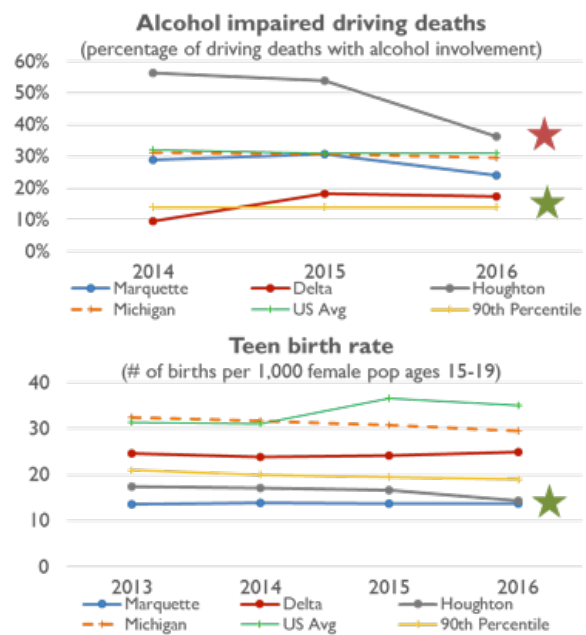 Alcohol impaired driving deaths
(percentage of driving deaths with alcohol involvement)
60%
50%
40%
30%
20%
10%
0%
2014 2015 2016
Marquette Delta Houghton
Michigan US Avg 90th Percentile
Teen birth rate
(# of births per 1,000 female pop ages 15-19)
40
30
20
10
0
2013 2014 2015 2016
Marquette Delta Houghton
Michigan US Avg 90th Percentile